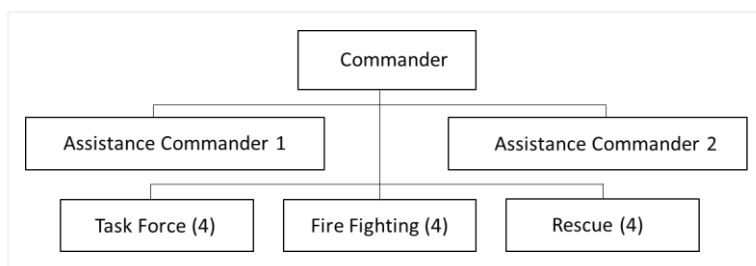 Commander
Assistance Commander 1
Assistance Commander 2
Task Force (4)
Fire Fighting (4)
Rescue (4)